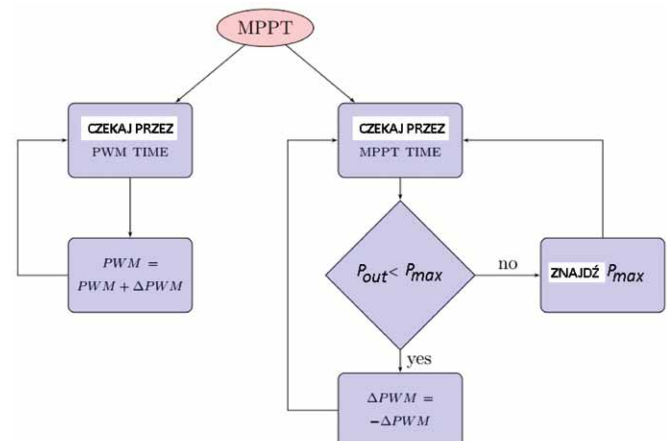 MPPT
CZEKAJ PRZEZ
PWM TIME
PWM =
PWM + ΔPWM
CZEKAJ PRZEZ
MPPT TIME
P_out < P_max
no
ZNAJDŹ P_max
yes
ΔPWM =
−ΔPWM